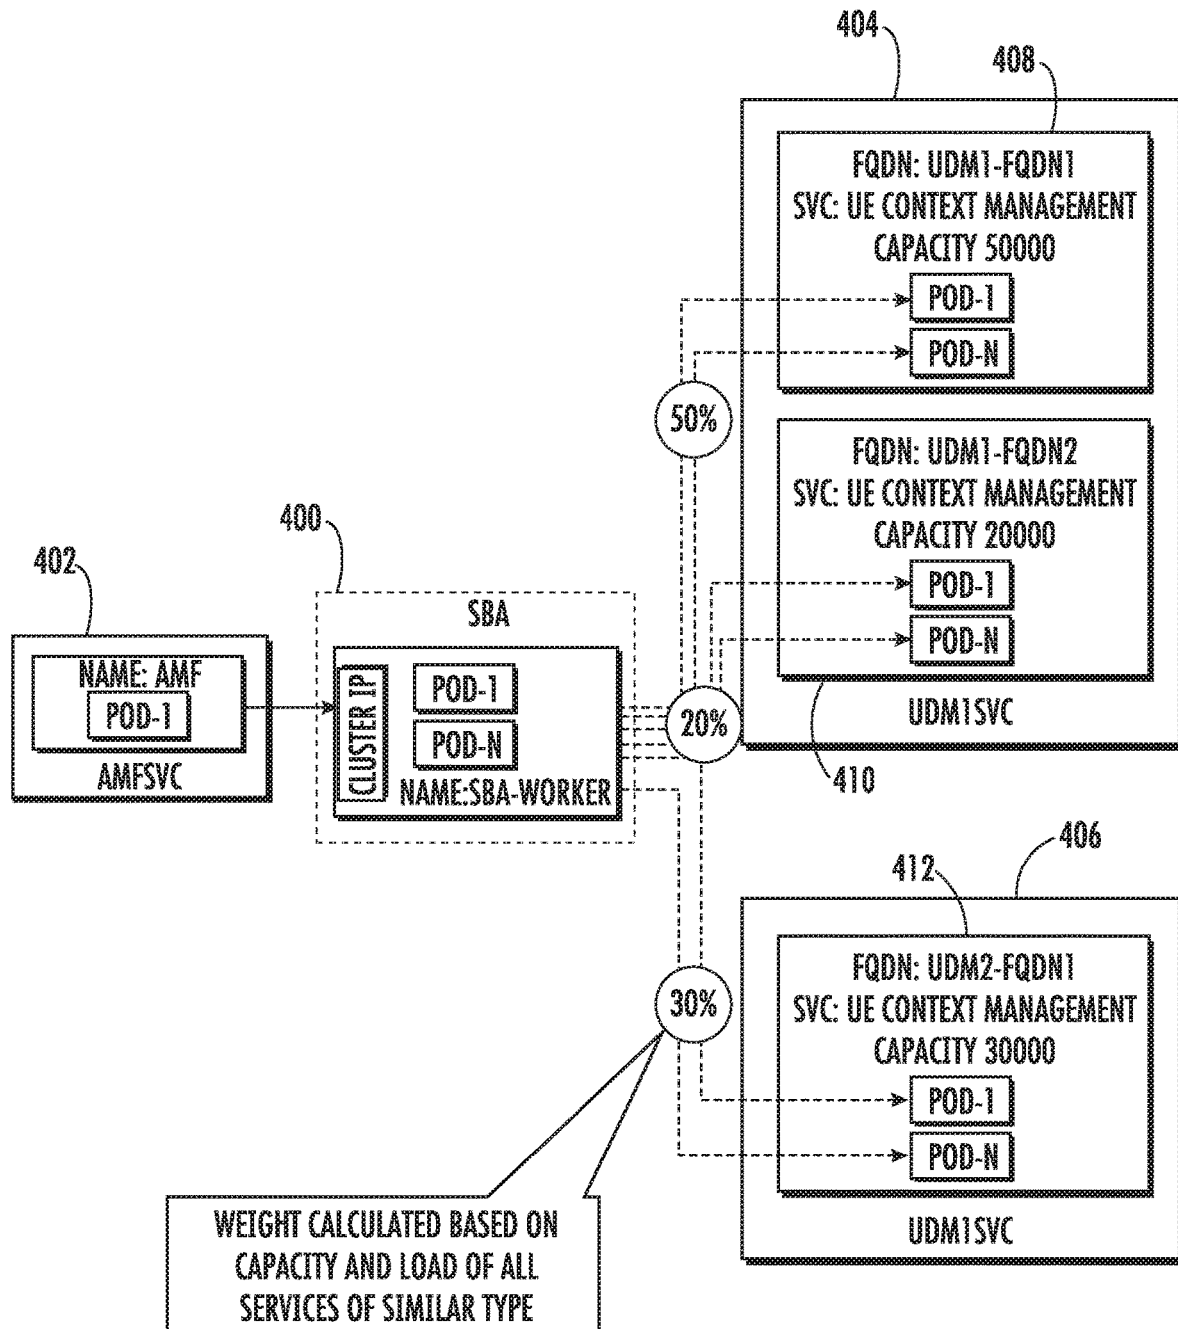 404
408
FQDN: UDM1-FQDN1
SVC: UE CONTEXT MANAGEMENT
CAPACITY 50000
POD-1
POD-N
50%
FQDN: UDM1-FQDN2
SVC: UE CONTEXT MANAGEMENT
CAPACITY 20000
POD-1
POD-N
UDM1SVC
410
400
402
SBA
NAME: AMF
POD-1
AMFSVC
CLUSTER IP
POD-1
POD-N
NAME:SBA-WORKER
20%
406
412
FQDN: UDM2-FQDN1
SVC: UE CONTEXT MANAGEMENT
CAPACITY 30000
POD-1
POD-N
UDM1SVC
30%
WEIGHT CALCULATED BASED ON
CAPACITY AND LOAD OF ALL
SERVICES OF SIMILAR TYPE